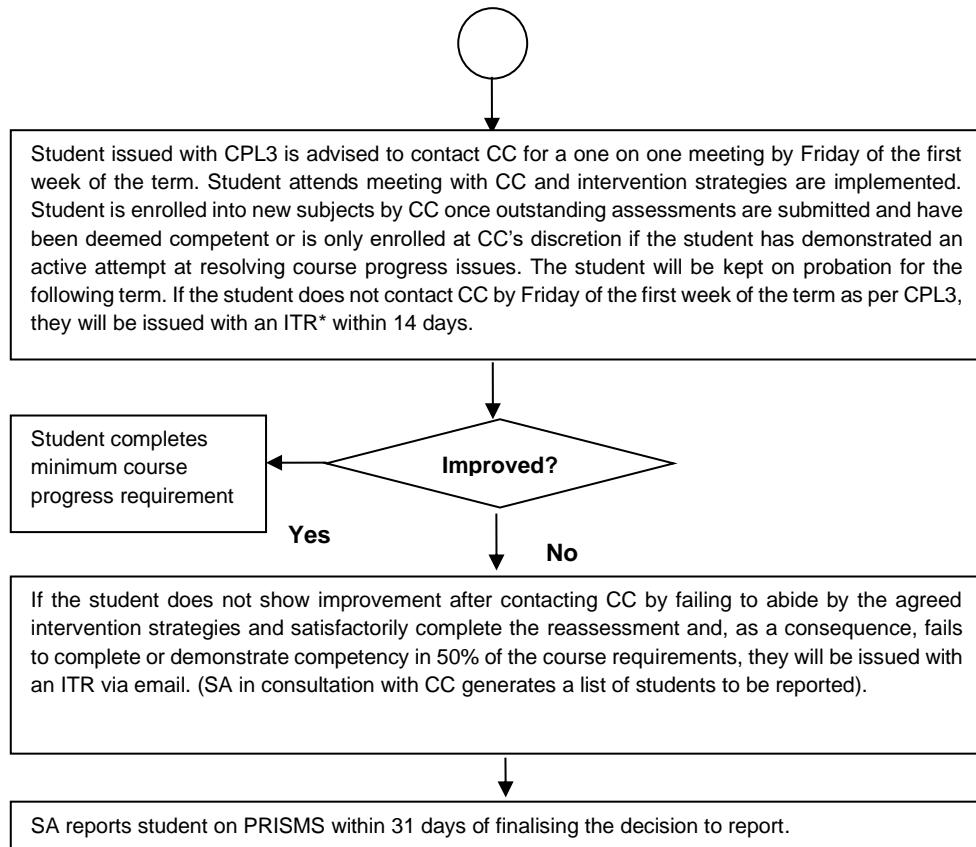 Student issued with CPL3 is advised to contact CC for a one on one meeting by Friday of the first
week of the term. Student attends meeting with CC and intervention strategies are implemented.
Student is enrolled into new subjects by CC once outstanding assessments are submitted and have
been deemed competent or is only enrolled at CC's discretion if the student has demonstrated an
active attempt at resolving course progress issues. The student will be kept on probation for the
following term. If the student does not contact CC by Friday of the first week of the term as per CPL3,
they will be issued with an ITR* within 14 days.
Student completes
minimum course
progress requirement
Improved?
Yes
No
If the student does not show improvement after contacting CC by failing to abide by the agreed
intervention strategies and satisfactorily complete the reassessment and, as a consequence, fails
to complete or demonstrate competency in 50% of the course requirements, they will be issued with
an ITR via email. (SA in consultation with CC generates a list of students to be reported).
SA reports student on PRISMS within 31 days of finalising the decision to report.